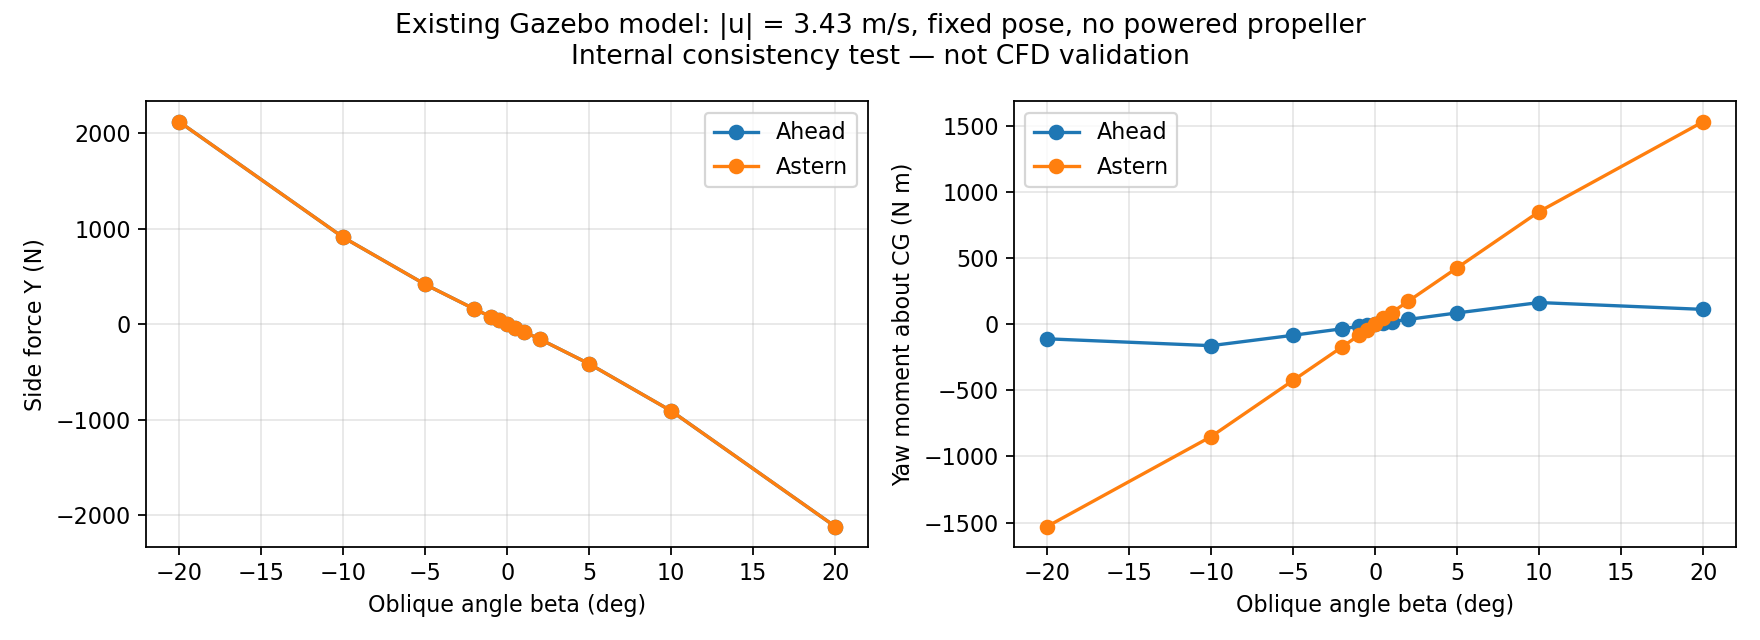 Existing Gazebo model: |u| = 3.43 m/s, fixed pose, no powered propeller
Internal consistency test — not CFD validation
Side force Y (N)
2000
1000
0
−1000
−2000
Ahead
Astern
−20 −15 −10 −5 0 5 10 15 20
Oblique angle beta (deg)
Yaw moment about CG (N m)
1500
1000
500
0
−500
−1000
−1500
Ahead
Astern
−20 −15 −10 −5 0 5 10 15 20
Oblique angle beta (deg)